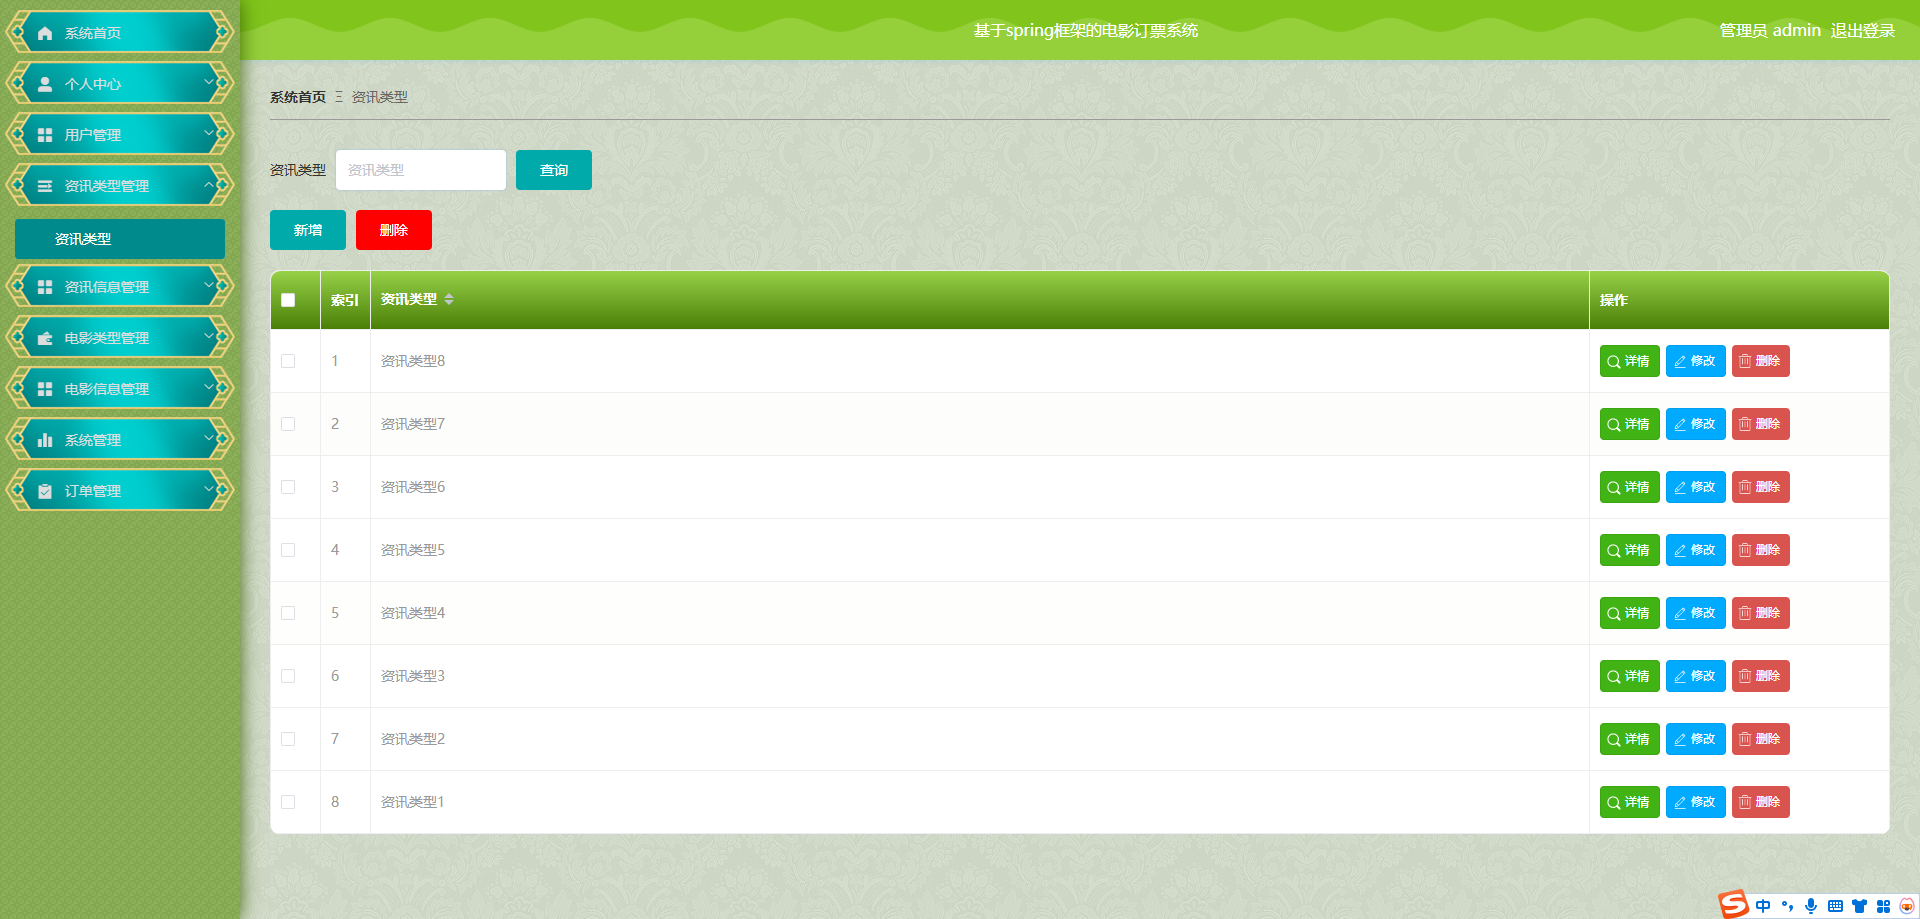 基于spring框架的电影订票系统
管理员 admin 退出登录
系统首页
个人中心
用户管理
资讯类型管理
资讯类型
资讯信息管理
电影类型管理
电影信息管理
系统管理
订单管理
系统首页 Ξ 资讯类型
资讯类型 资讯类型 查询
新增 删除
索引 资讯类型 操作
1 资讯类型8 详情 修改 删除
2 资讯类型7 详情 修改 删除
3 资讯类型6 详情 修改 删除
4 资讯类型5 详情 修改 删除
5 资讯类型4 详情 修改 删除
6 资讯类型3 详情 修改 删除
7 资讯类型2 详情 修改 删除
8 资讯类型1 详情 修改 删除
S 中 °,